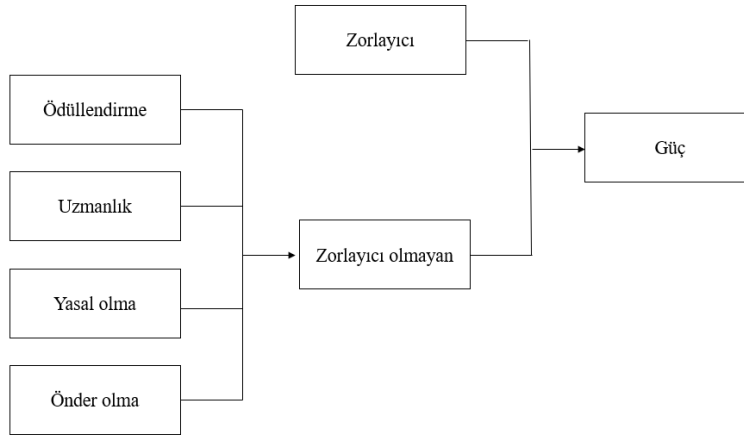 Zorlayıcı
Ödüllendirme
Güç
Uzmanlık
Zorlayıcı olmayan
Yasal olma
Önder olma